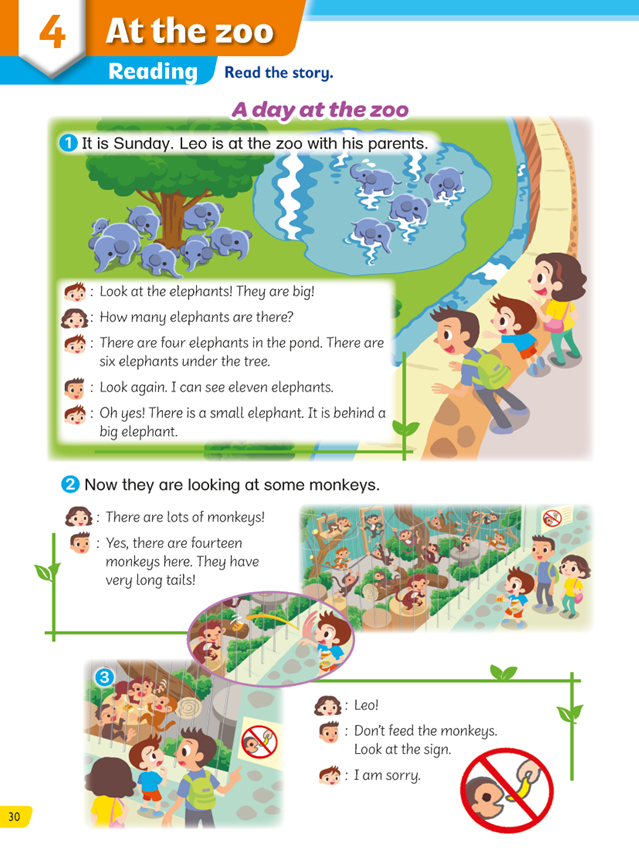 4
At the zoo
Reading
Read the story.
A day at the zoo
1 It is Sunday. Leo is at the zoo with his parents.
: Look at the elephants! They are big!
: How many elephants are there?
: There are four elephants in the pond. There are
six elephants under the tree.
: Look again. I can see eleven elephants.
: Oh yes! There is a small elephant. It is behind a
big elephant.
2 Now they are looking at some monkeys.
: There are lots of monkeys!
: Yes, there are fourteen
monkeys here. They have
very long tails!
3
: Leo!
: Don't feed the monkeys.
Look at the sign.
: I am sorry.
30